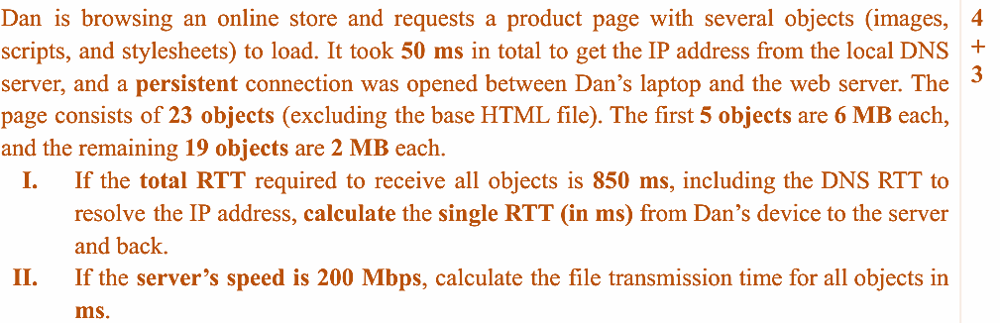 Dan is browsing an online store and requests a product page with several objects (images, 4
scripts, and stylesheets) to load. It took 50 ms in total to get the IP address from the local DNS +
server, and a persistent connection was opened between Dan’s laptop and the web server. The 3
page consists of 23 objects (excluding the base HTML file). The first 5 objects are 6 MB each,
and the remaining 19 objects are 2 MB each.
I. If the total RTT required to receive all objects is 850 ms, including the DNS RTT to
resolve the IP address, calculate the single RTT (in ms) from Dan’s device to the server
and back.
II. If the server’s speed is 200 Mbps, calculate the file transmission time for all objects in
ms.